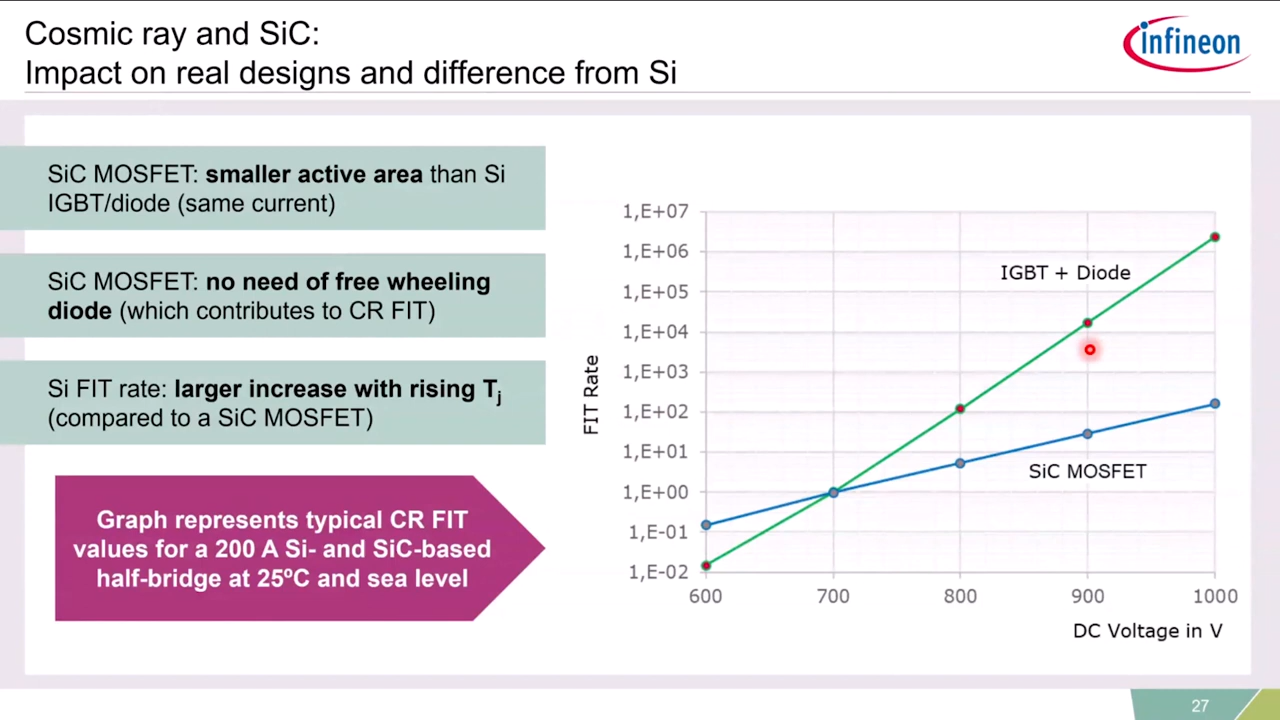 Cosmic ray and SiC:
Impact on real designs and difference from Si
infineon
SiC MOSFET: smaller active area than Si
IGBT/diode (same current)
SiC MOSFET: no need of free wheeling
diode (which contributes to CR FIT)
Si FIT rate: larger increase with rising Tj
(compared to a SiC MOSFET)
Graph represents typical CR FIT
values for a 200 A Si- and SiC-based
half-bridge at 25ºC and sea level
FIT Rate
1,E+07
1,E+06
1,E+05
1,E+04
1,E+03
1,E+02
1,E+01
1,E+00
1,E-01
1,E-02
IGBT + Diode
SiC MOSFET
600 700 800 900 1000
DC Voltage in V
27